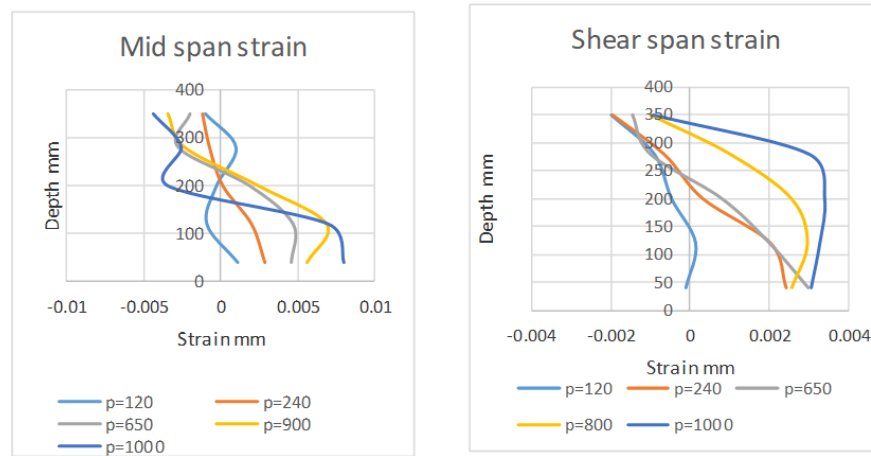 Mid span strain
Depth mm
400
300
200
100
0
-0.01
-0.005
0
0.005
0.01
Strain mm
p=120
p=240
p=650
p=900
p=1000
Shear span strain
Depth mm
400
350
300
250
200
150
100
50
0
-0.004
-0.002
0
0.002
0.004
Strain mm
p=120
p=240
p=650
p=800
p=1000